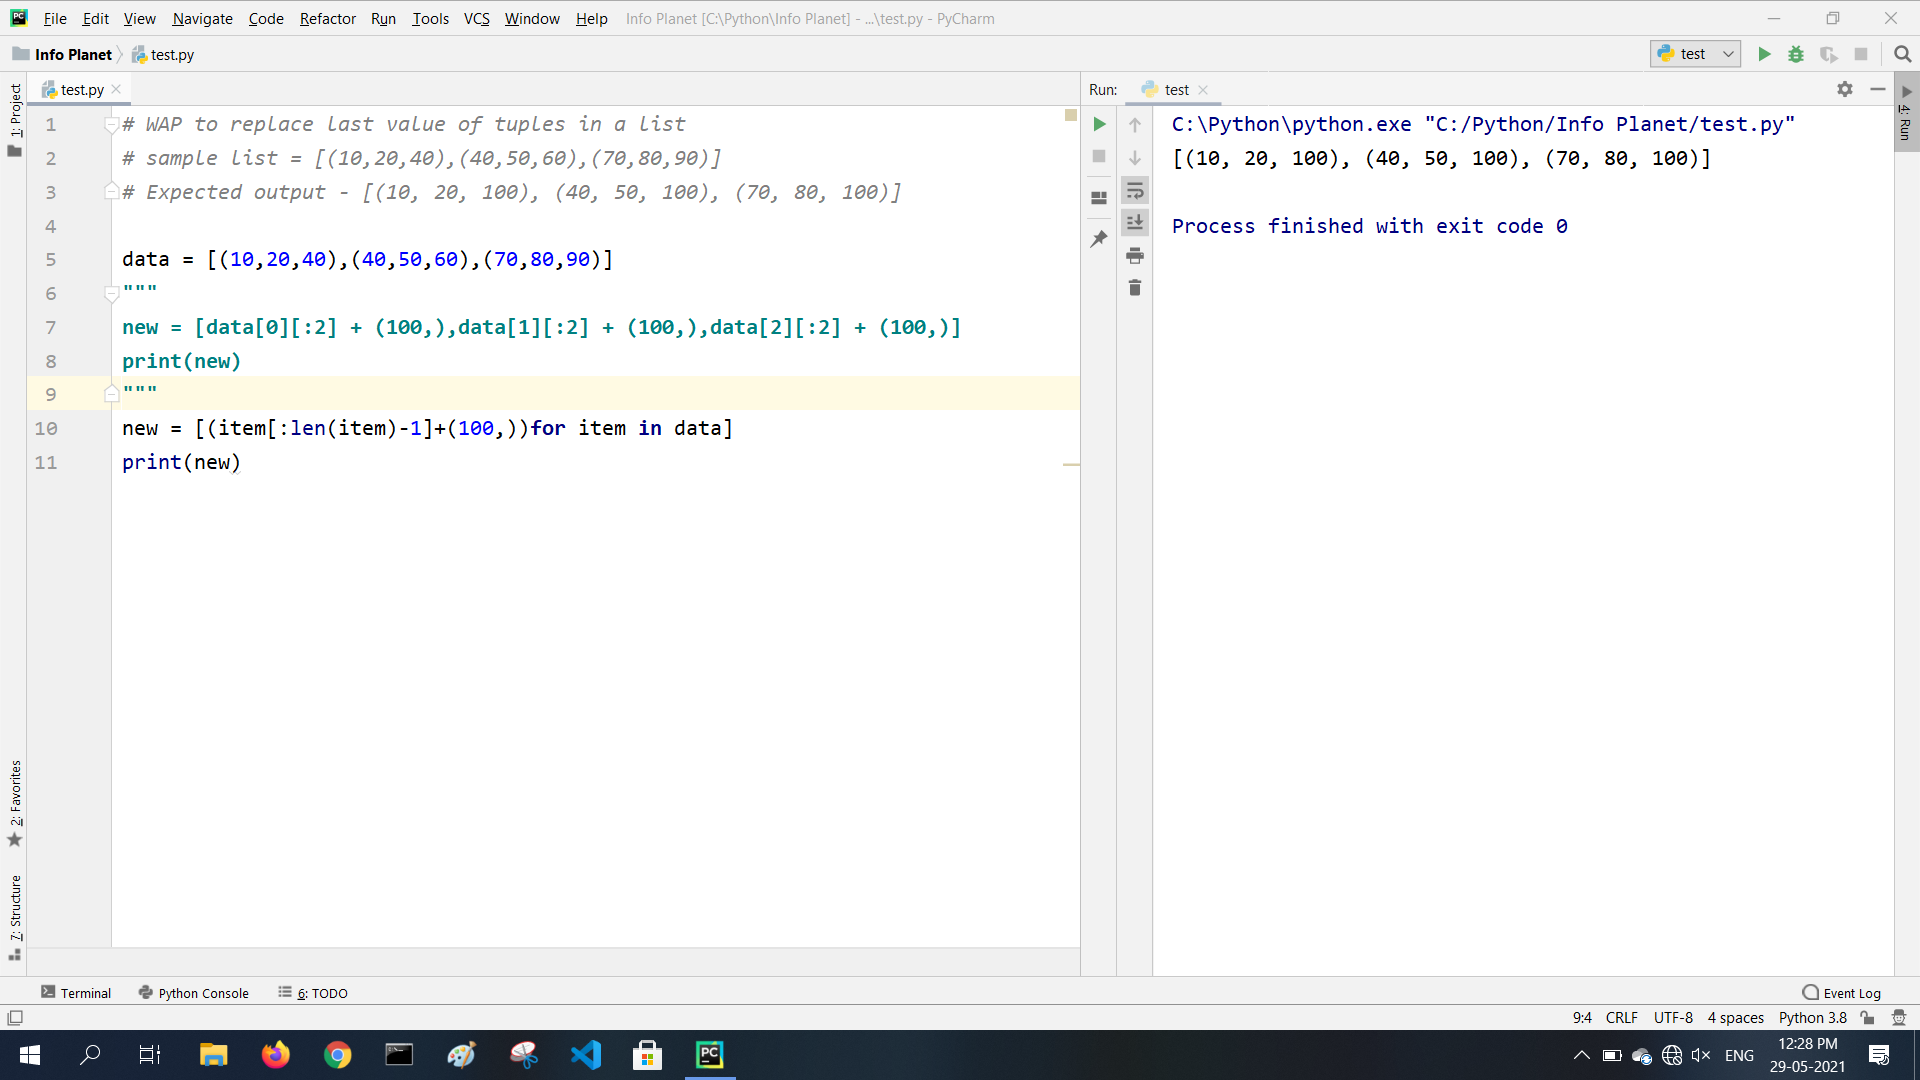 PC File Edit View Navigate Code Refactor Run Tools VCS Window Help Info Planet [C:\Python\Info Planet] - ...\test.py - PyCharm
Info Planet test.py test
1: Project
test.py
Run: test
4: Run
1 # WAP to replace last value of tuples in a list
2 # sample list = [(10,20,40),(40,50,60),(70,80,90)]
3 # Expected output - [(10, 20, 100), (40, 50, 100), (70, 80, 100)]
4
5 data = [(10,20,40),(40,50,60),(70,80,90)]
6 """
7 new = [data[0][:2] + (100,),data[1][:2] + (100,),data[2][:2] + (100,)]
8 print(new)
9 """
10 new = [(item[:len(item)-1]+(100,))for item in data]
11 print(new)
C:\Python\python.exe "C:/Python/Info Planet/test.py"
[(10, 20, 100), (40, 50, 100), (70, 80, 100)]
Process finished with exit code 0
2: Favorites
7: Structure
Terminal Python Console 6: TODO Event Log
9:4 CRLF UTF-8 4 spaces Python 3.8
PC ENG 12:28 PM
29-05-2021